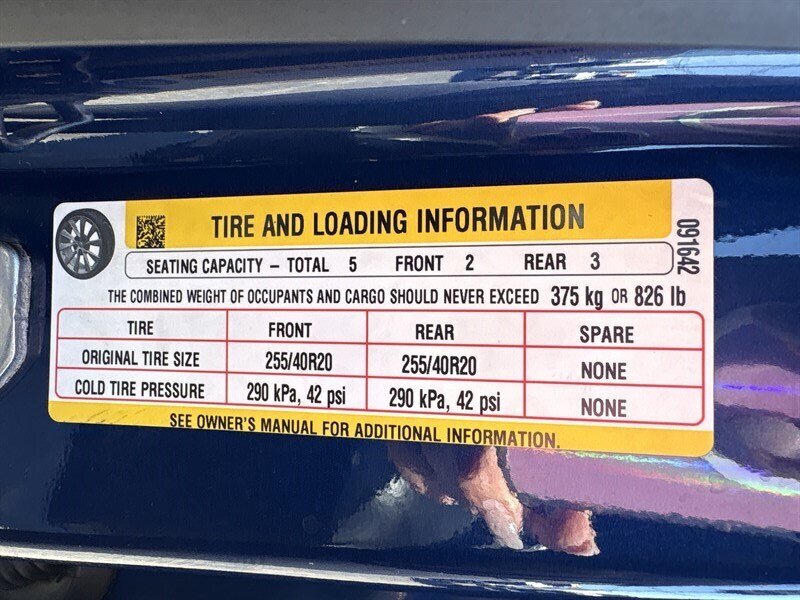 TIRE AND LOADING INFORMATION
091642
SEATING CAPACITY – TOTAL 5 FRONT 2 REAR 3
THE COMBINED WEIGHT OF OCCUPANTS AND CARGO SHOULD NEVER EXCEED 375 kg OR 826 lb
TIRE FRONT REAR SPARE
ORIGINAL TIRE SIZE 255/40R20 255/40R20 NONE
COLD TIRE PRESSURE 290 kPa, 42 psi 290 kPa, 42 psi NONE
SEE OWNER'S MANUAL FOR ADDITIONAL INFORMATION.